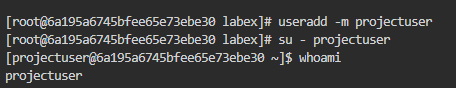 [root@6a195a6745bfee65e73ebe30 labex]# useradd -m projectuser
[root@6a195a6745bfee65e73ebe30 labex]# su - projectuser
[projectuser@6a195a6745bfee65e73ebe30 ~]$ whoami
projectuser